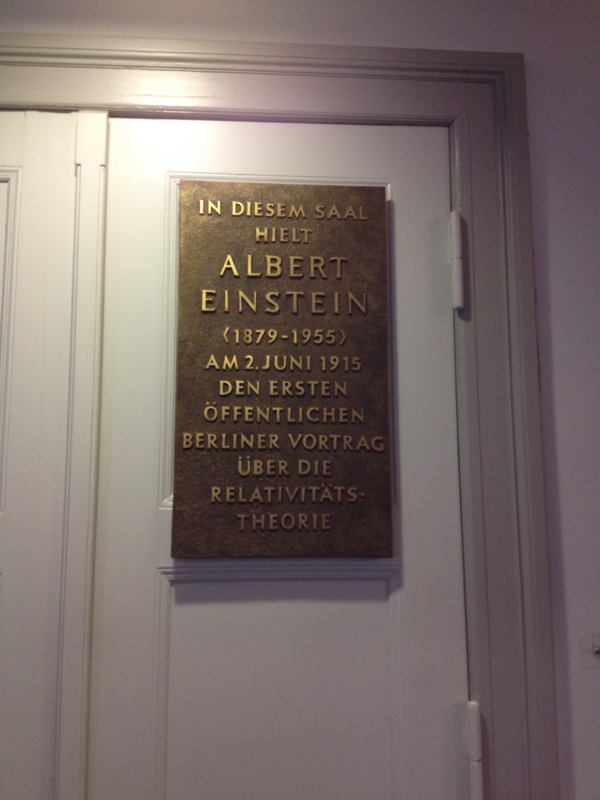 IN DIESEM SAAL
HIELT
ALBERT
EINSTEIN
〈1879-1955〉
AM 2. JUNI 1915
DEN ERSTEN
ÖFFENTLICHEN
BERLINER VORTRAG
ÜBER DIE
RELATIVITÄTS-
THEORIE